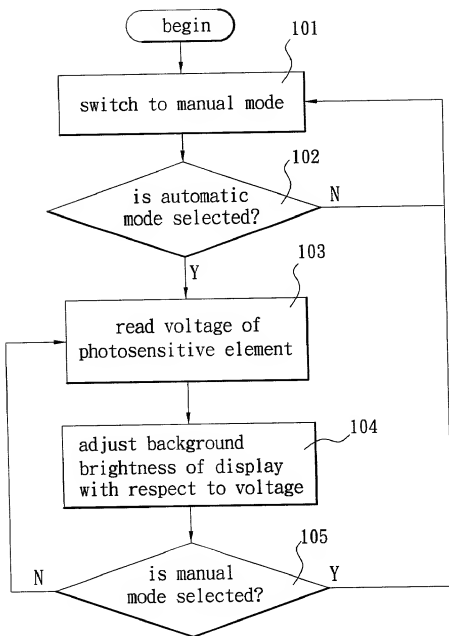 begin
101
switch to manual mode
102
is automatic
mode selected?
N
Y
103
read voltage of
photosensitive element
104
adjust background
brightness of display
with respect to voltage
105
N
is manual
mode selected?
Y